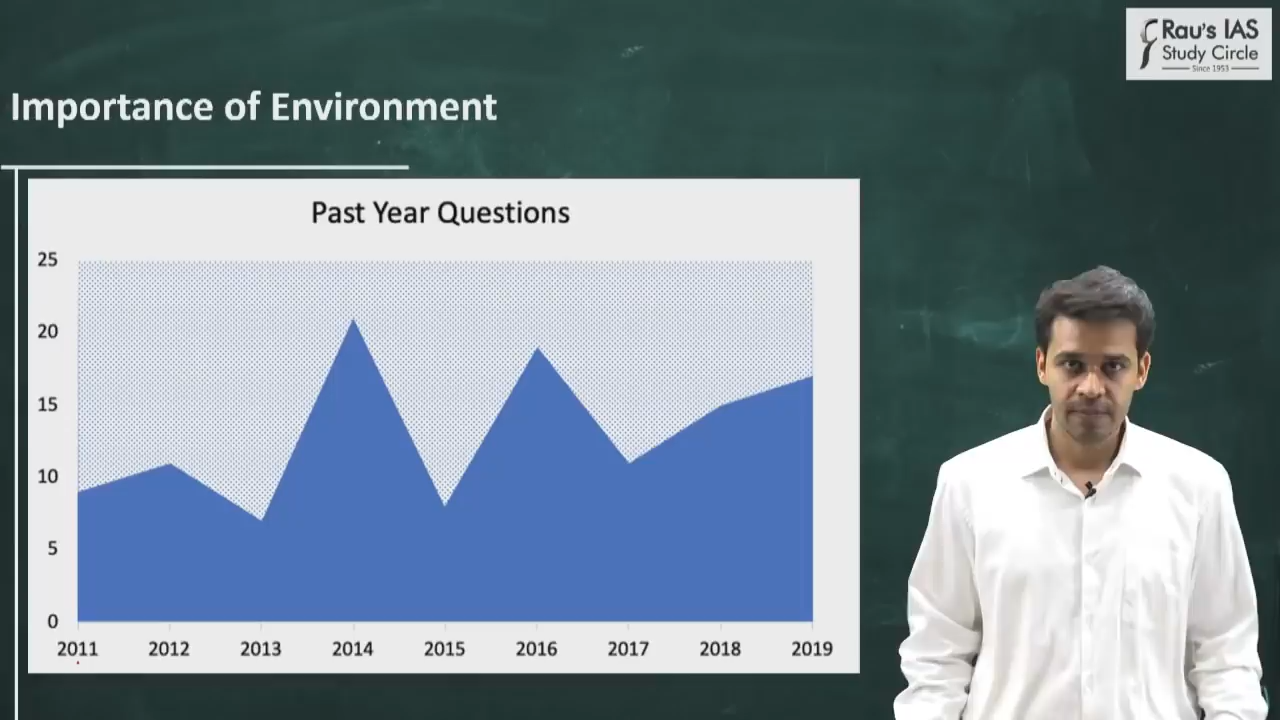 Rau's IAS
Study Circle
Since 1953
Importance of Environment
Past Year Questions
25
20
15
10
5
0
2011 2012 2013 2014 2015 2016 2017 2018 2019